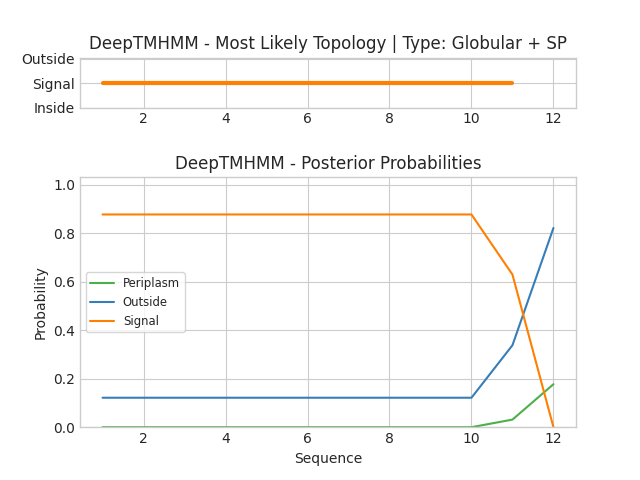 DeepTMHMM - Most Likely Topology | Type: Globular + SP
Outside
Signal
Inside
2 4 6 8 10 12
DeepTMHMM - Posterior Probabilities
1.0
0.8
0.6
0.4
0.2
0.0
Probability
Periplasm
Outside
Signal
2 4 6 8 10 12
Sequence